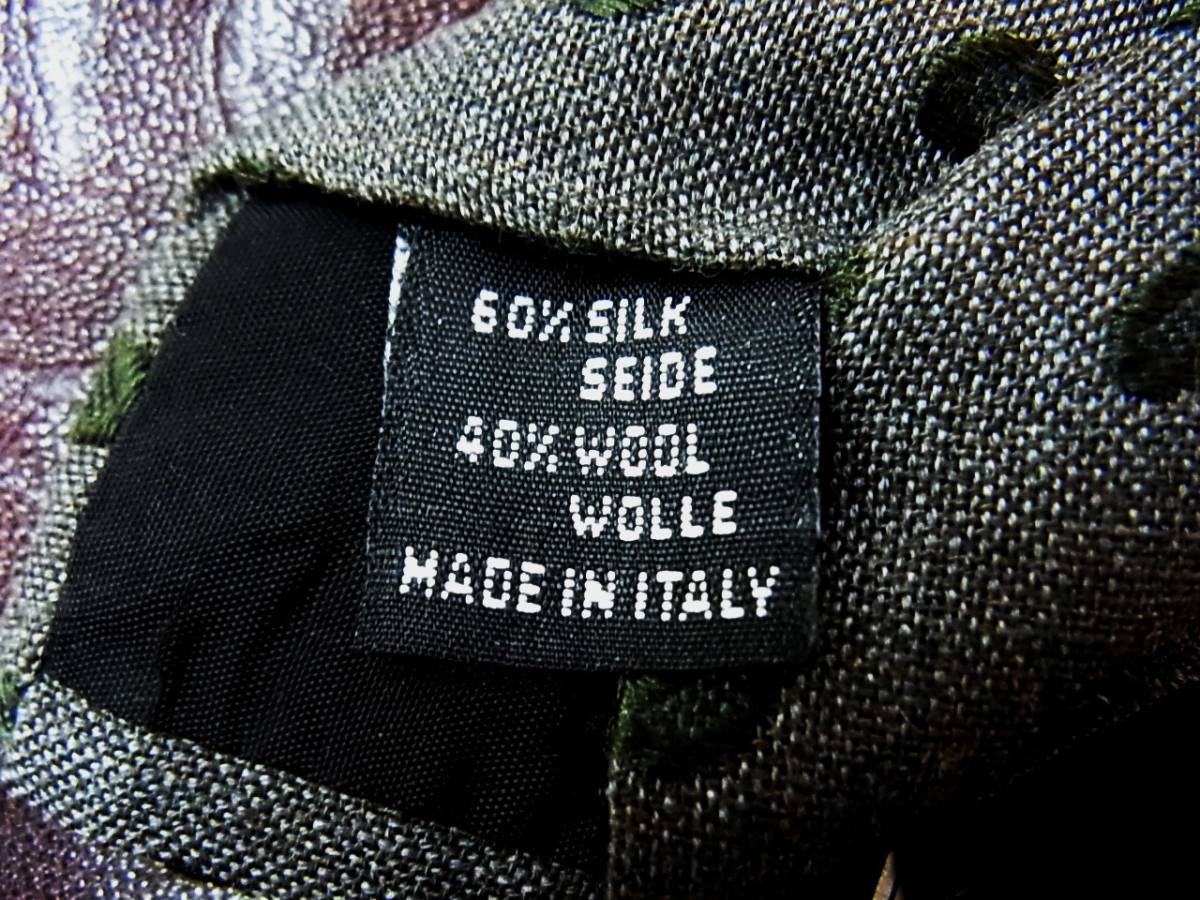 60% SILK
SEIDE
40% WOOL
WOLLE
MADE IN ITALY